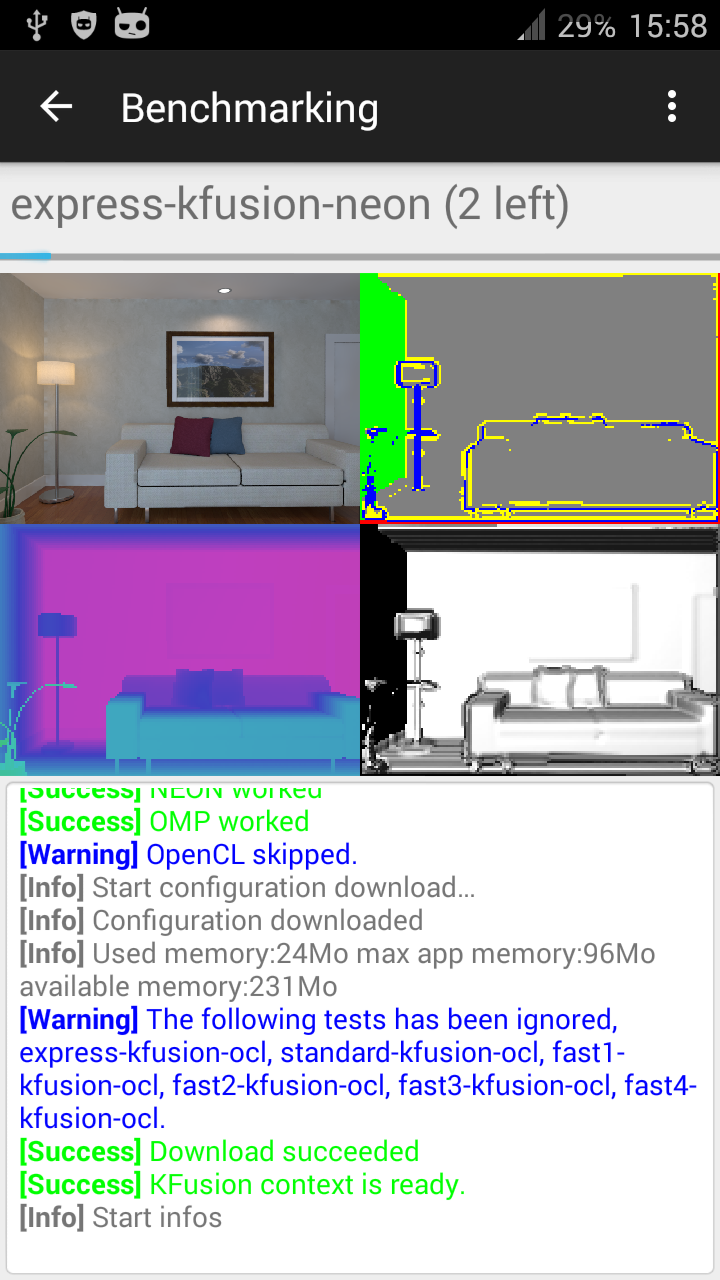 29% 15:58
Benchmarking
express-kfusion-neon (2 left)
[Success] NEON worked
[Success] OMP worked
[Warning] OpenCL skipped.
[Info] Start configuration download...
[Info] Configuration downloaded
[Info] Used memory:24Mo max app memory:96Mo
available memory:231Mo
[Warning] The following tests has been ignored,
express-kfusion-ocl, standard-kfusion-ocl, fast1-
kfusion-ocl, fast2-kfusion-ocl, fast3-kfusion-ocl, fast4-
kfusion-ocl.
[Success] Download succeeded
[Success] KFusion context is ready.
[Info] Start infos